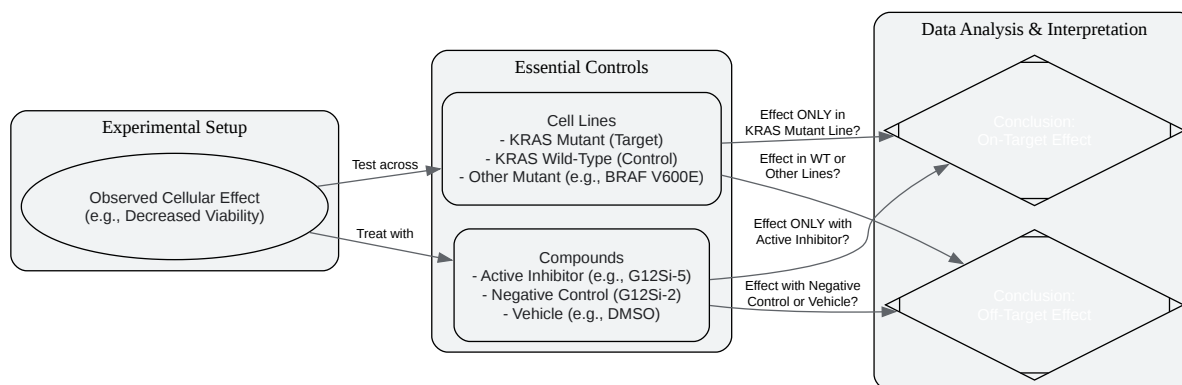 Experimental Setup
Observed Cellular Effect
(e.g., Decreased Viability)
Test across
Treat with
Essential Controls
Cell Lines
- KRAS Mutant (Target)
- KRAS Wild-Type (Control)
- Other Mutant (e.g., BRAF V600E)
Compounds
- Active Inhibitor (e.g., G12Si-5)
- Negative Control (G12Si-2)
- Vehicle (e.g., DMSO)
Effect ONLY in
KRAS Mutant Line?
Effect in WT or
Other Lines?
Effect ONLY with
Active Inhibitor?
Effect with Negative
Control or Vehicle?
Data Analysis & Interpretation
Conclusion:
On-Target Effect
Conclusion:
Off-Target Effect